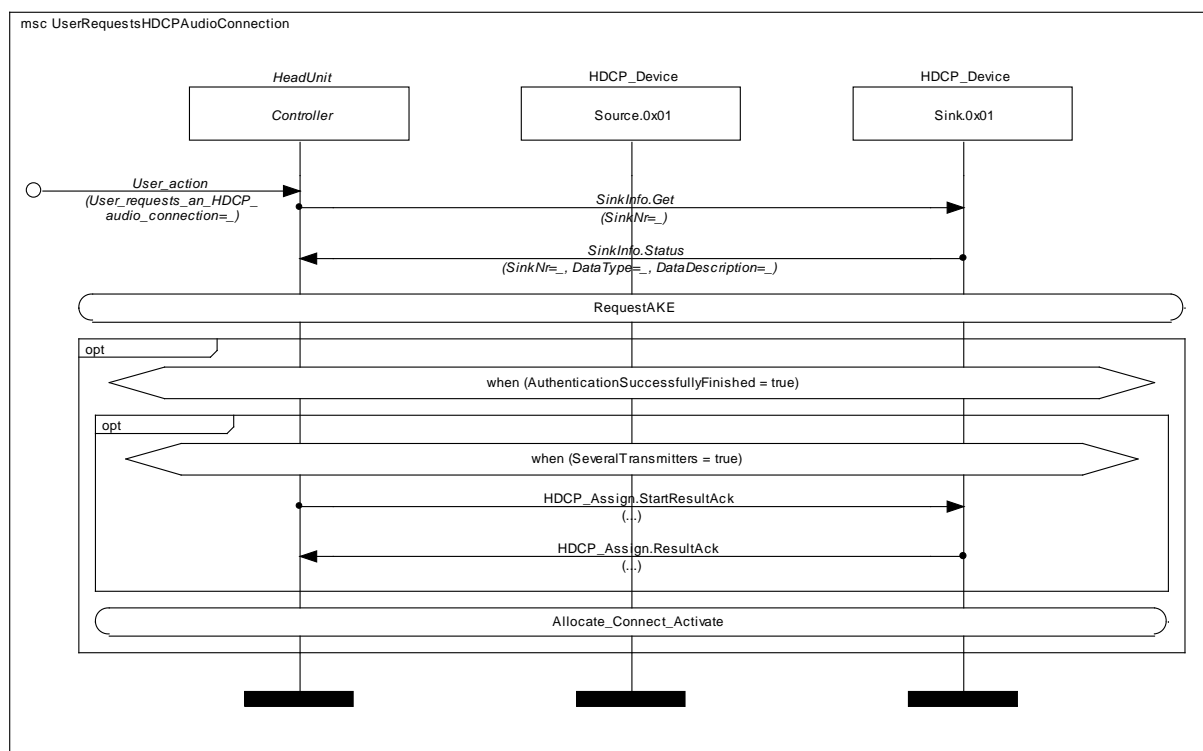 msc UserRequestsHDCPAudioConnection
HeadUnit
HDCP_Device
HDCP_Device
Controller
Source.0x01
Sink.0x01
User_action
(User_requests_an_HDCP_
audio_connection=_)
SinkInfo.Get
(SinkNr=_)
SinkInfo.Status
(SinkNr=_, DataType=_, DataDescription=_)
RequestAKE
opt
when (AuthenticationSuccessfullyFinished = true)
opt
when (SeveralTransmitters = true)
HDCP_Assign.StartResultAck
(...)
HDCP_Assign.ResultAck
(...)
Allocate_Connect_Activate